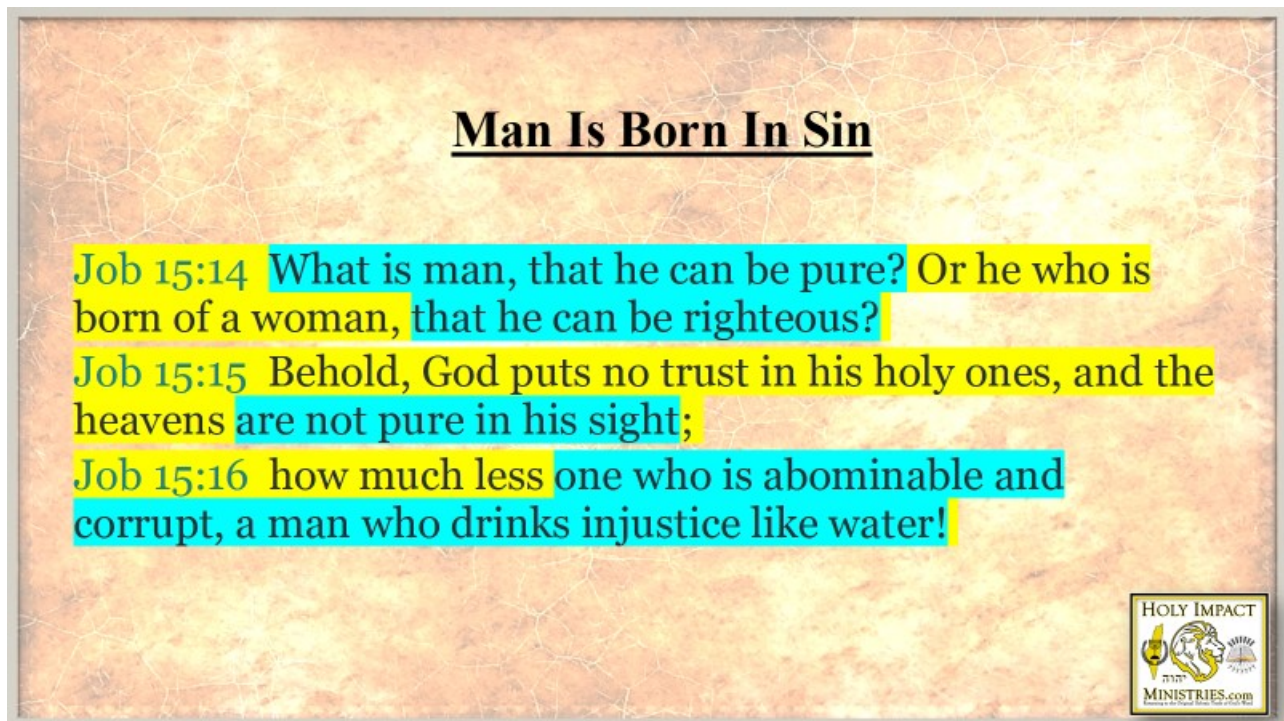 Man Is Born In Sin
Job 15:14 What is man, that he can be pure? Or he who is
born of a woman, that he can be righteous?
Job 15:15 Behold, God puts no trust in his holy ones, and the
heavens are not pure in his sight;
Job 15:16 how much less one who is abominable and
corrupt, a man who drinks injustice like water!
HOLY IMPACT
יהוה
MINISTRIES.com